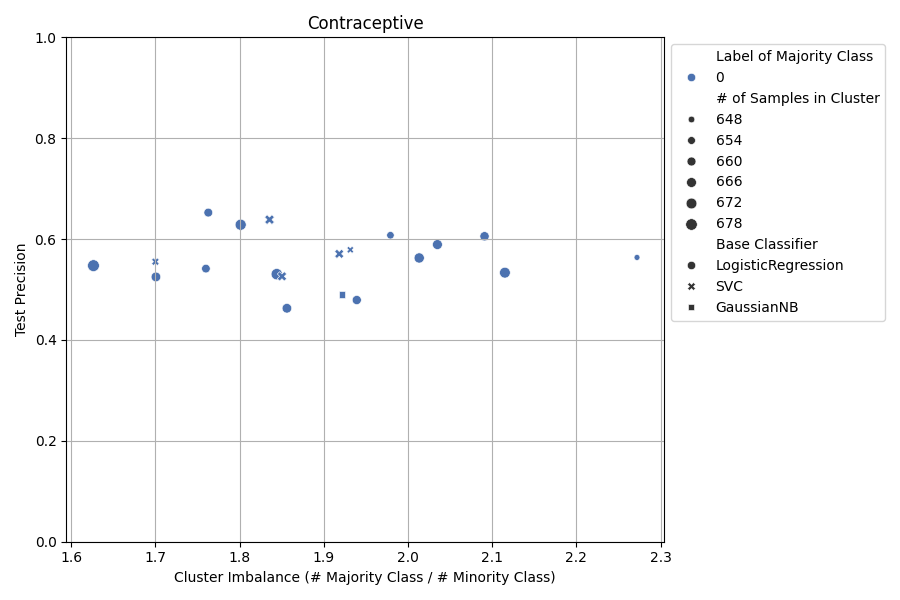 Contraceptive
1.0
0.8
0.6
0.4
0.2
0.0
Test Precision
1.6 1.7 1.8 1.9 2.0 2.1 2.2 2.3
Cluster Imbalance (# Majority Class / # Minority Class)
Label of Majority Class
0
# of Samples in Cluster
648
654
660
666
672
678
Base Classifier
LogisticRegression
SVC
GaussianNB